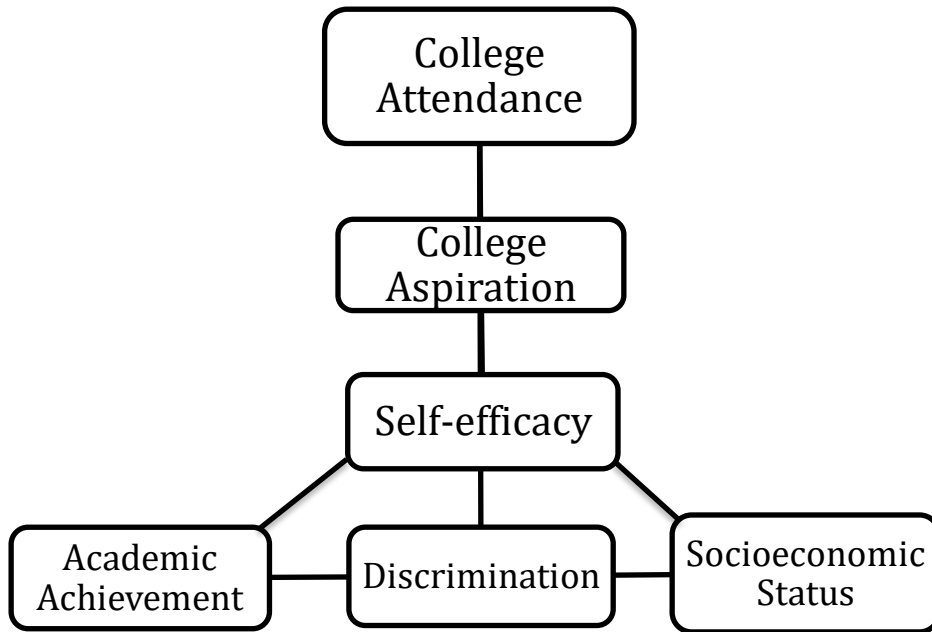 College
Attendance
College
Aspiration
Self-efficacy
Academic
Achievement
Discrimination
Socioeconomic
Status